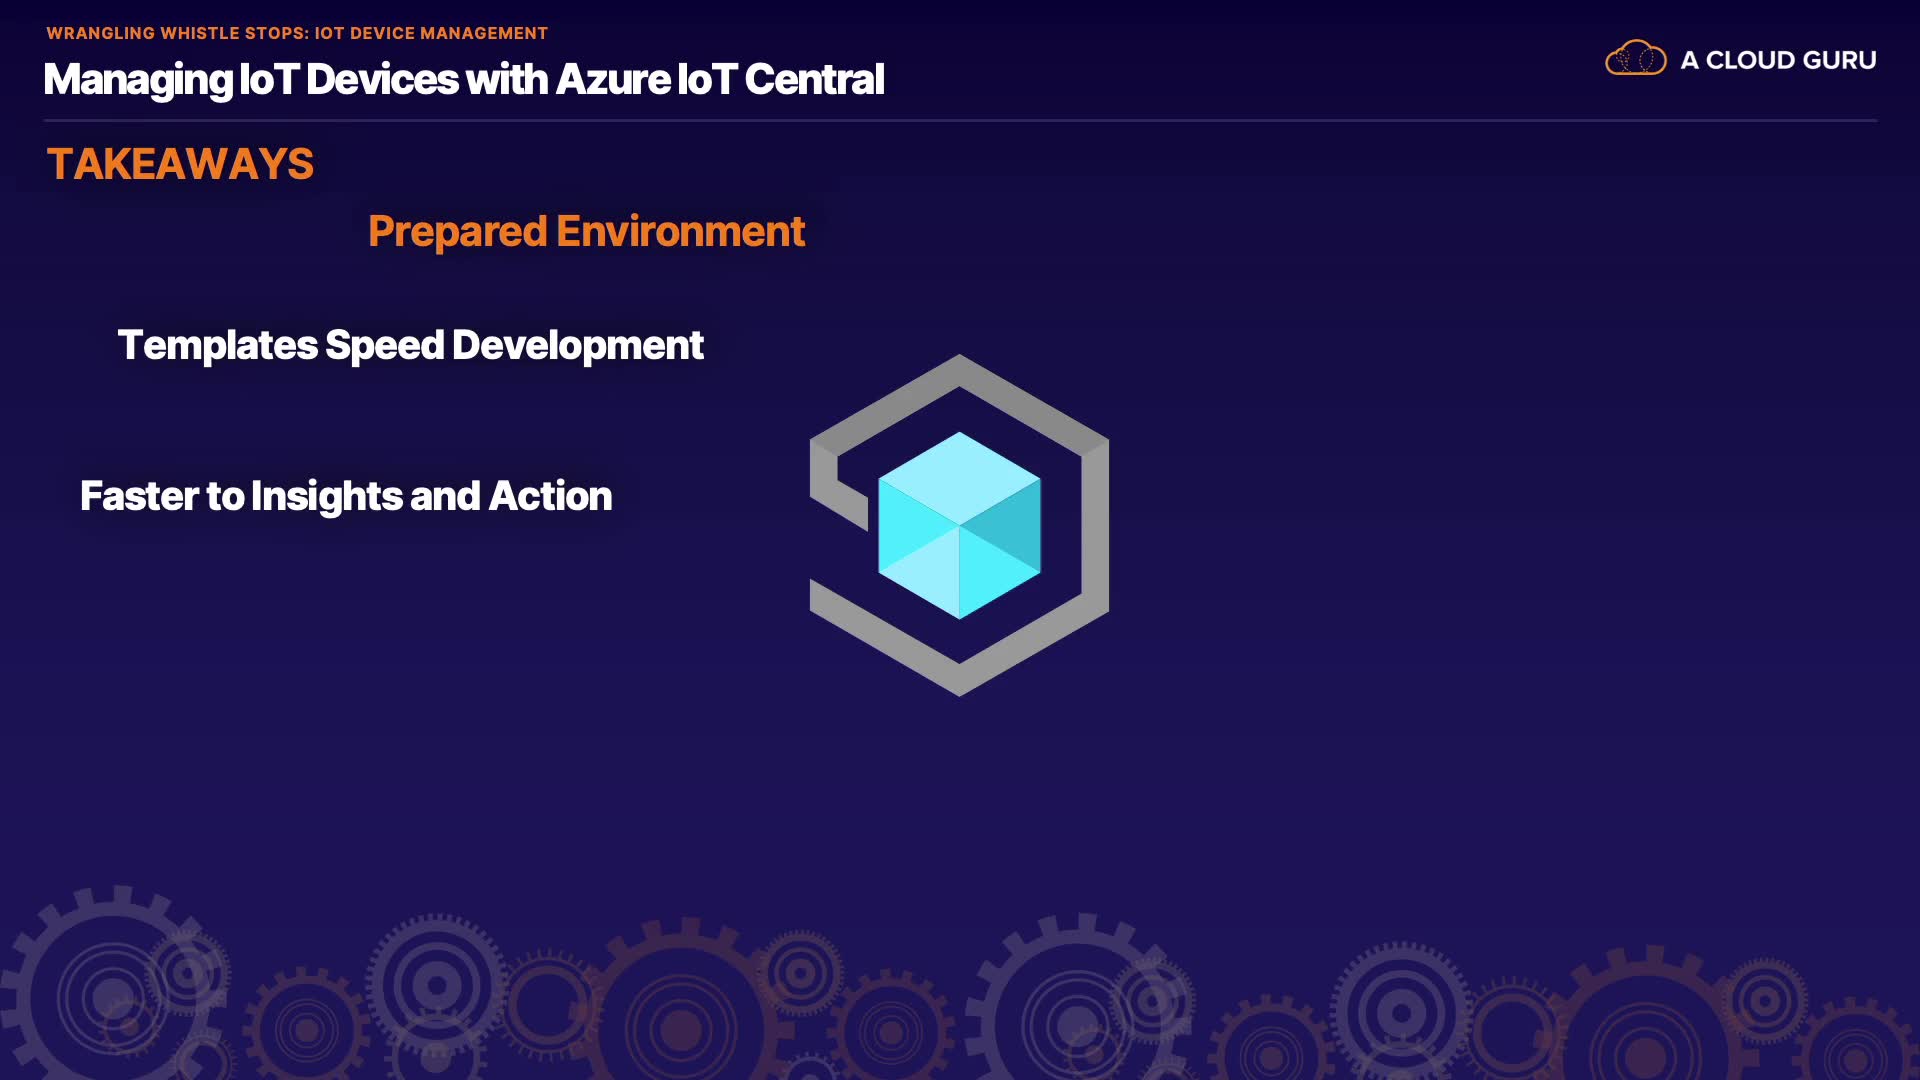 WRANGLING WHISTLE STOPS: IOT DEVICE MANAGEMENT
Managing IoT Devices with Azure IoT Central
A CLOUD GURU
TAKEAWAYS
Prepared Environment
Templates Speed Development
Faster to Insights and Action